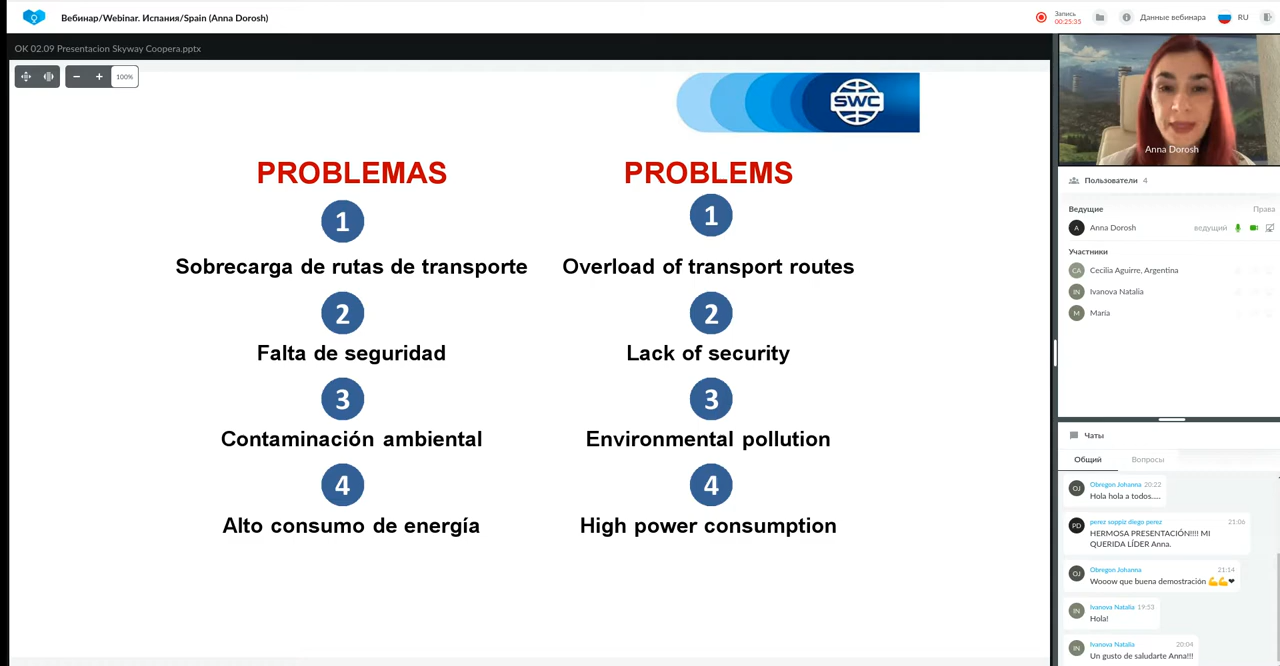 Вебинар/Webinar. Испания/Spain (Anna Dorosh)
Запись
00:25:35
Данные вебинара
RU
OK 02.09 Presentacion Skyway Coopera.pptx
100%
SWC
PROBLEMAS
1
Sobrecarga de rutas de transporte
2
Falta de seguridad
3
Contaminación ambiental
4
Alto consumo de energía
PROBLEMS
1
Overload of transport routes
2
Lack of security
3
Environmental pollution
4
High power consumption
Anna Dorosh
Пользователи 4
Ведущие Права
A Anna Dorosh ведущий
Участники
CA Cecilia Aguirre, Argentina
IN Ivanova Natalia
M María
Чаты
Общий Вопросы
OJ Obregon Johanna 20:22
Hola hola a todos.....
PD perez soppiz diego perez 21:06
HERMOSA PRESENTACIÓN!!!! MI
QUERIDA LÍDER Anna.
OJ Obregon Johanna 21:14
Wooow que buena demostración 💪💪❤
IN Ivanova Natalia 19:53
Hola!
IN Ivanova Natalia 20:04
Un gusto de saludarte Anna!!!